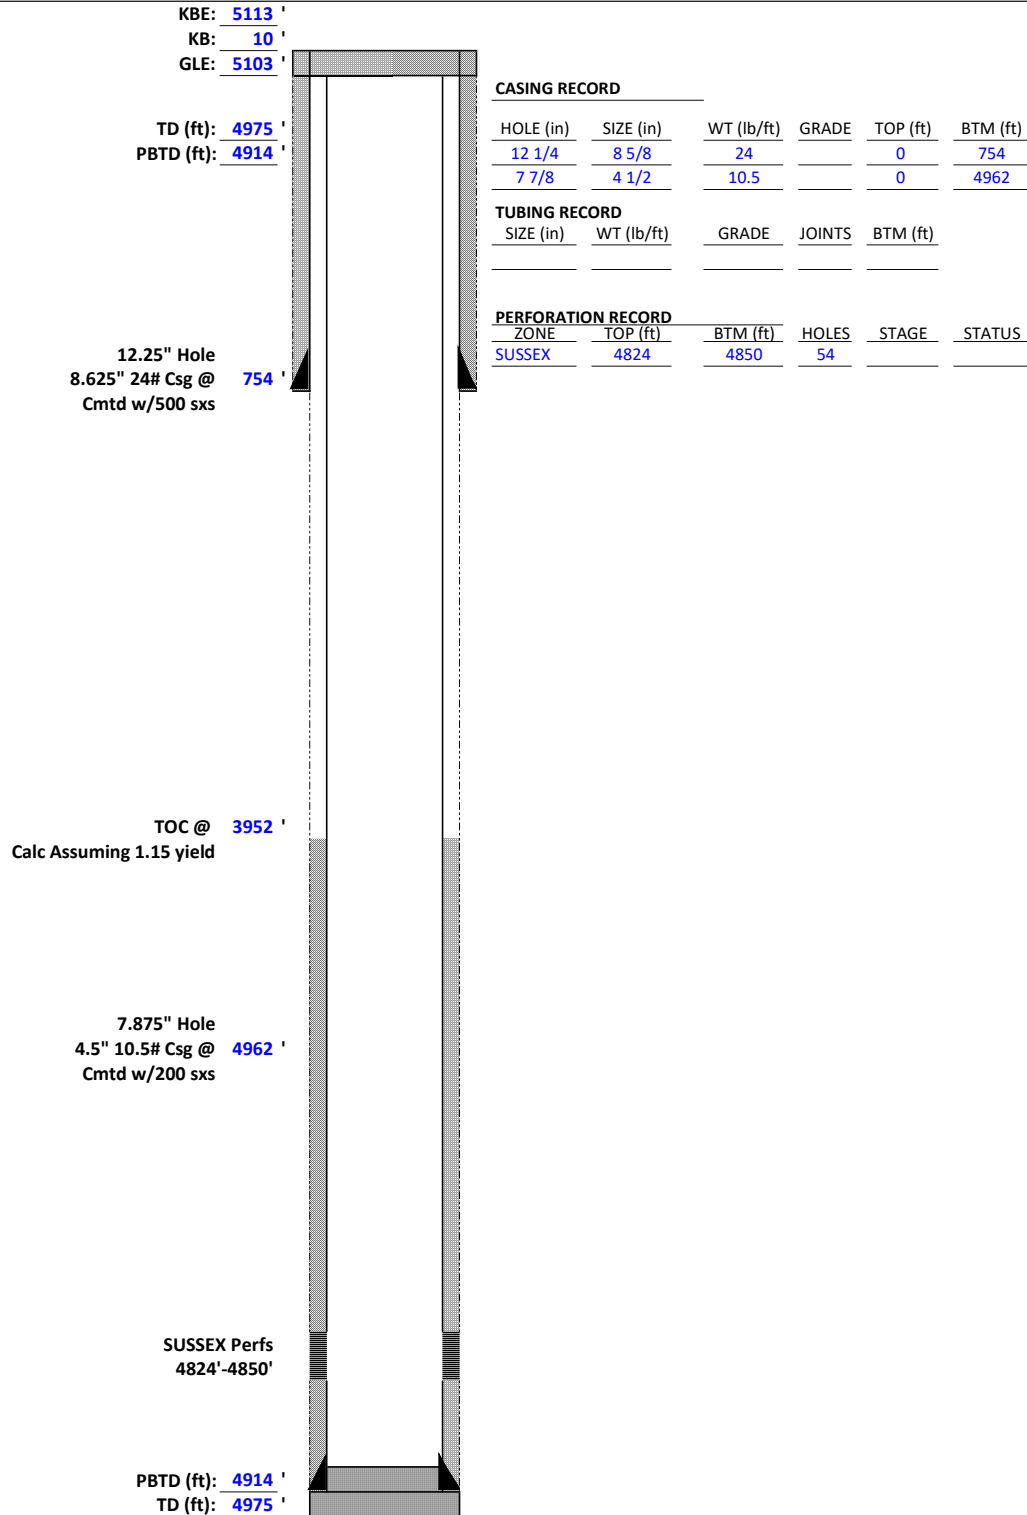 KBE: 5113 '
KB: 10 '
GLE: 5103 '
CASING RECORD
TD (ft): 4975 '
HOLE (in) SIZE (in) WT (lb/ft) GRADE TOP (ft) BTM (ft)
PBTD (ft): 4914 '
12 1/4 8 5/8 24 0 754
7 7/8 4 1/2 10.5 0 4962
TUBING RECORD
SIZE (in) WT (lb/ft) GRADE JOINTS BTM (ft)
PERFORATION RECORD
ZONE TOP (ft) BTM (ft) HOLES STAGE STATUS
SUSSEX 4824 4850 54
12.25" Hole
8.625" 24# Csg @ 754 '
Cmtd w/500 sxs
TOC @ 3952 '
Calc Assuming 1.15 yield
7.875" Hole
4.5" 10.5# Csg @ 4962 '
Cmtd w/200 sxs
SUSSEX Perfs
4824'-4850'
PBTD (ft): 4914 '
TD (ft): 4975 '